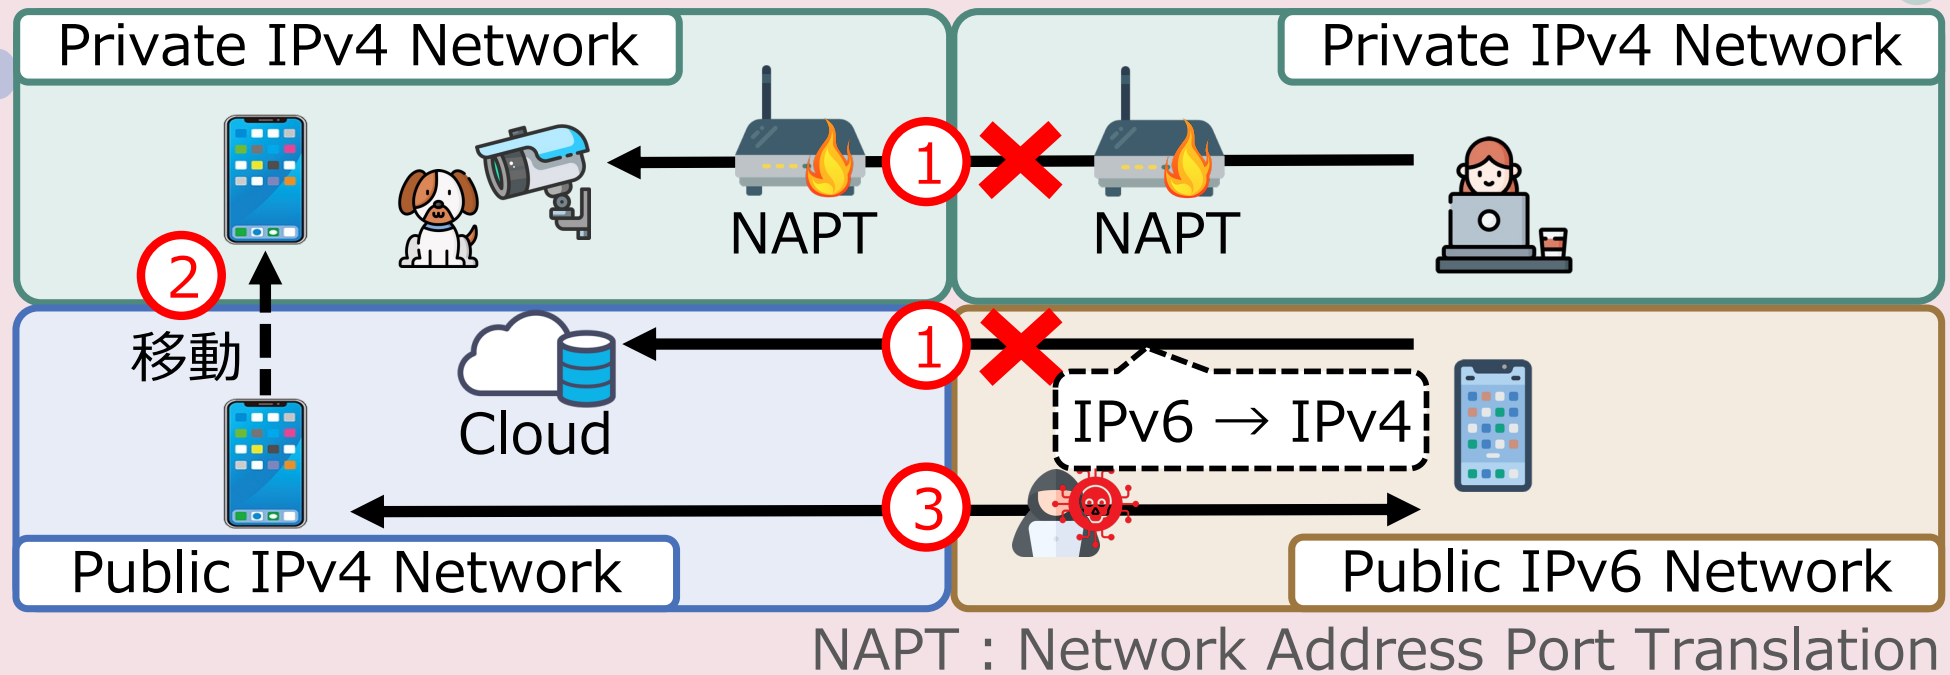 Private IPv4 Network
Private IPv4 Network
1
NAPT
NAPT
2
移動
1
Cloud
IPv6 → IPv4
3
Public IPv4 Network
Public IPv6 Network
NAPT : Network Address Port Translation